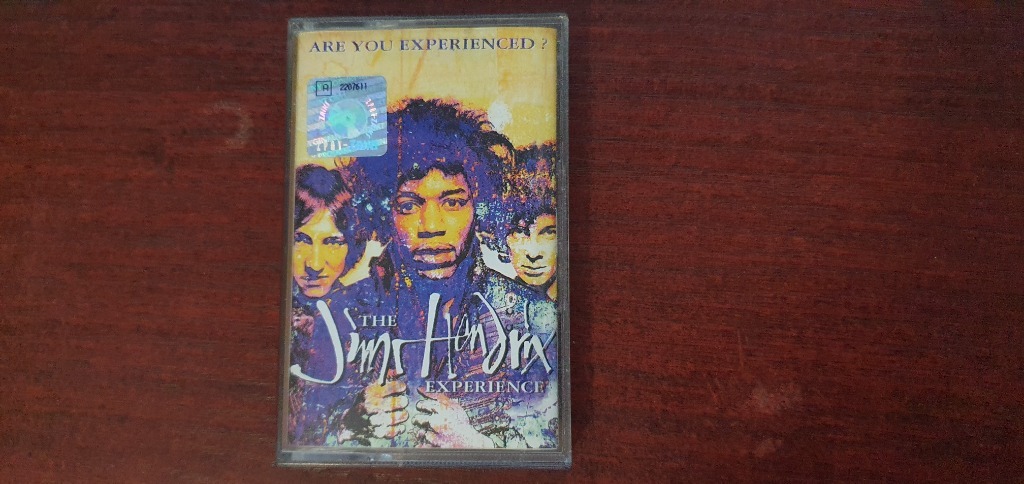 ARE YOU EXPERIENCED ?
A 2207611
THE
Jimi Hendrix
EXPERIENCE